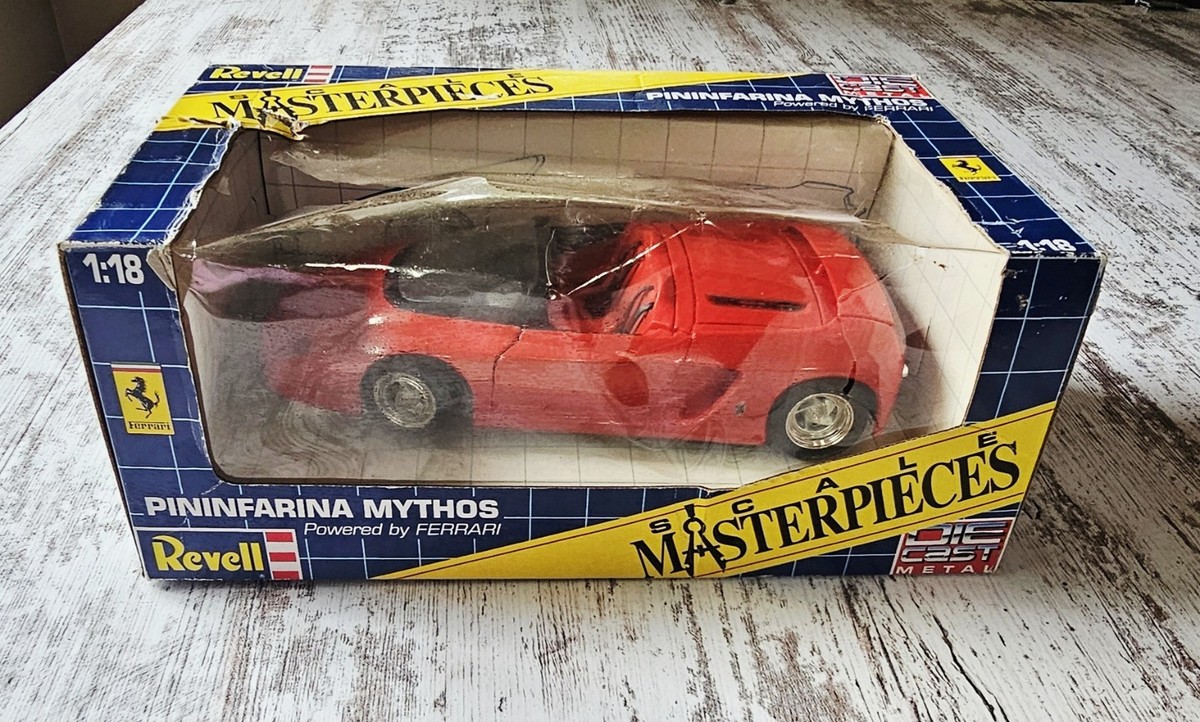 Revell
SCALE
MASTERPIECES
PININFARINA MYTHOS
Powered by FERRARI
DIE
CAST
Ferrari
1:18
1:18
Ferrari
PININFARINA MYTHOS
Powered by FERRARI
Revell
SCALE
MASTERPIECES
DIE
CAST
METAL